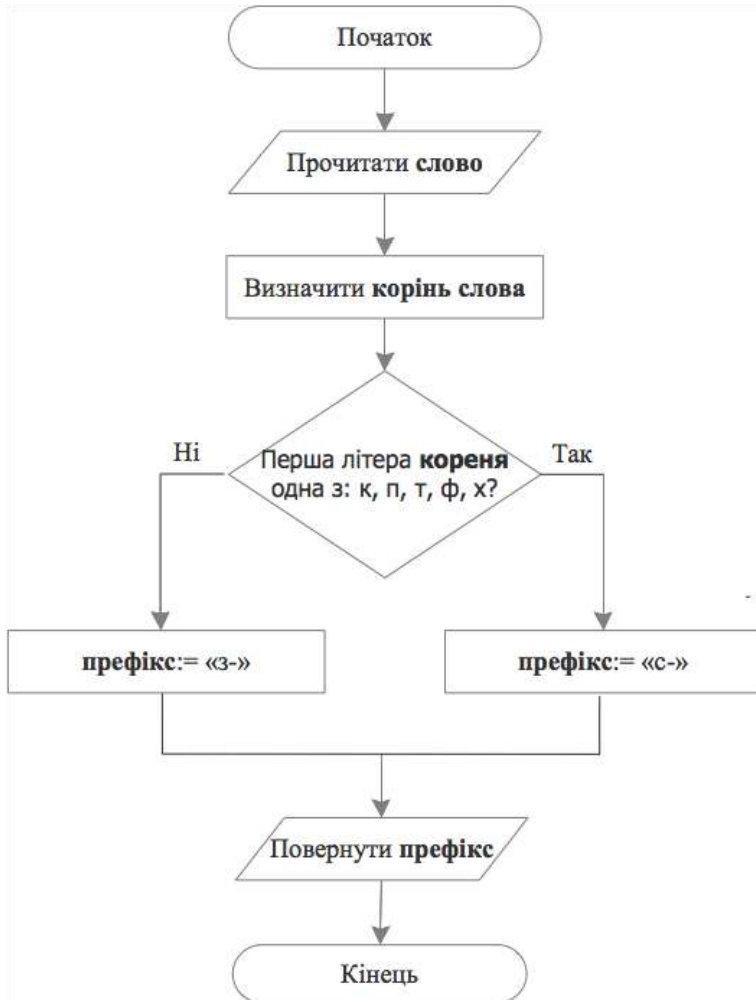 Початок
Прочитати слово
Визначити корінь слова
Ні
Перша літера кореня
одна з: к, п, т, ф, х?
Так
префікс:= «з-»
префікс:= «с-»
Повернути префікс
Кінець